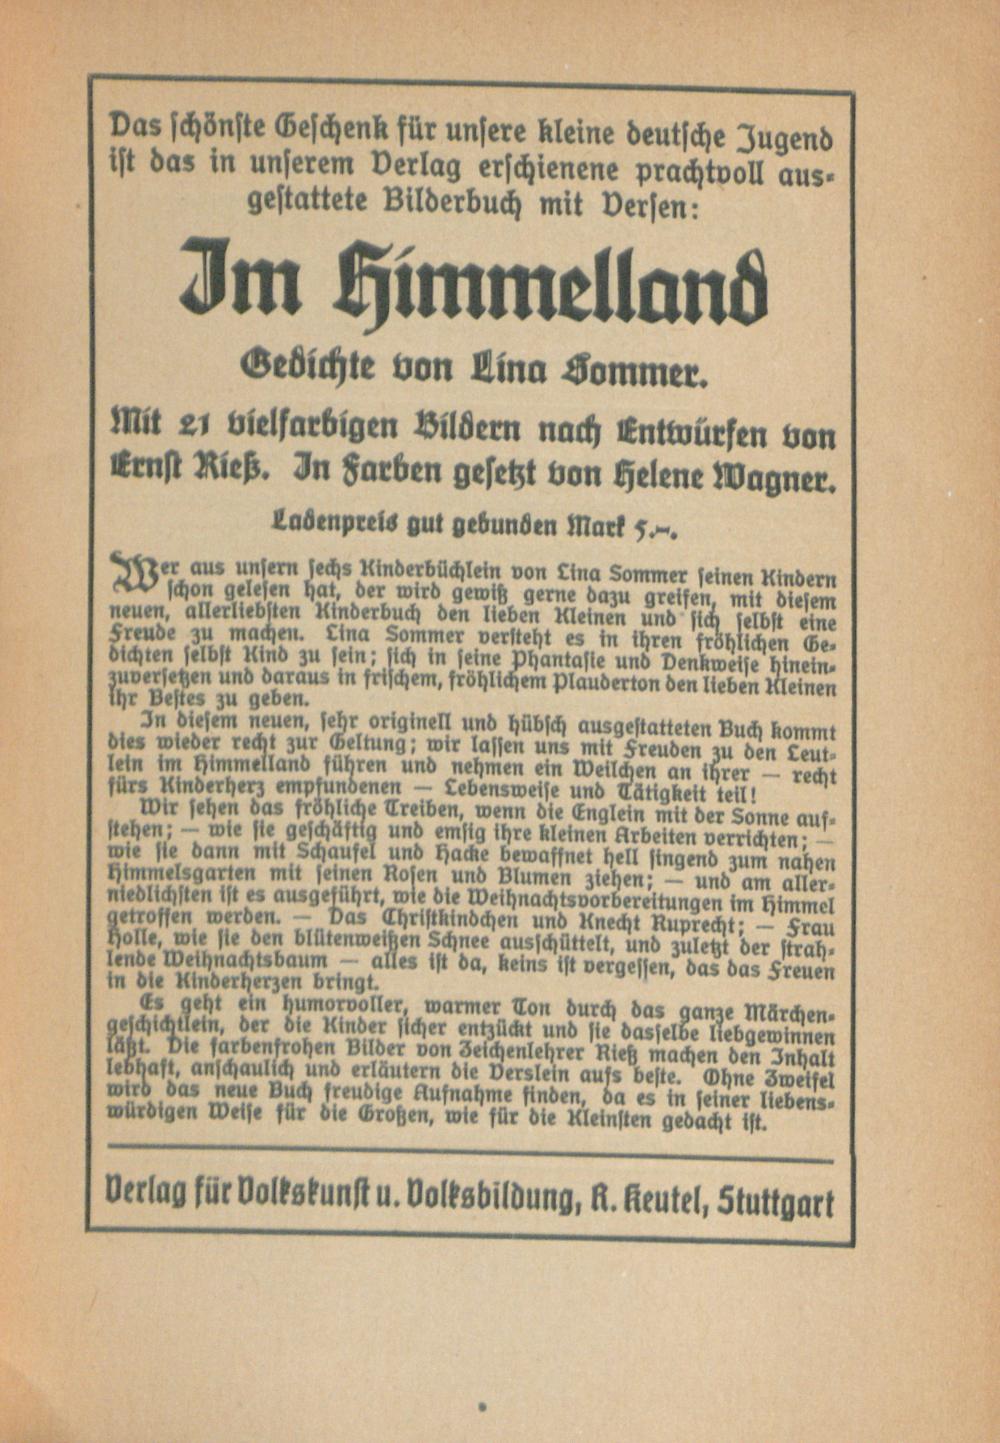 Das schönste Geschenk für unsere kleine deutsche Jugend
ist das in unserem Verlag erschienene prachtvoll aus-
gestattete Bilderbuch mit Versen:
Im Himmelland
Gedichte von Lina Sommer.
Mit 21 vielfarbigen Bildern nach Entwürfen von
Ernst Rieß. In Farben gesetzt von Helene Wagner.
Ladenpreis gut gebunden Mark 5.–.
Wer aus unsern sechs Kinderbüchlein von Lina Sommer seinen Kindern
schon gelesen hat, der wird gewiß gerne dazu greifen, mit diesem
neuen, allerliebsten Kinderbuch den lieben Kleinen und sich selbst eine
Freude zu machen. Lina Sommer versteht es in ihren fröhlichen Ge-
dichten selbst Kind zu sein; sich in seine Phantasie und Denkweise hinein-
zuversetzen und daraus in frischem, fröhlichem Plauderton den lieben Kleinen
ihr Bestes zu geben.
In diesem neuen, sehr originell und hübsch ausgestatteten Buch kommt
dies wieder recht zur Geltung; wir lassen uns mit Freuden zu den Leut-
lein im Himmelland führen und nehmen ein Weilchen an ihrer — recht
fürs Kinderherz empfundenen — Lebensweise und Tätigkeit teil!
Wir sehen das fröhliche Treiben, wenn die Englein mit der Sonne auf-
stehen; — wie sie geschäftig und emsig ihre kleinen Arbeiten verrichten; —
wie sie dann mit Schaufel und Hacke bewaffnet hell singend zum nahen
Himmelsgarten mit seinen Rosen und Blumen ziehen; — und am aller-
niedlichsten ist es ausgeführt, wie die Weihnachtsvorbereitungen im Himmel
getroffen werden. — Das Christkindchen und Knecht Ruprecht; — Frau
Holle, wie sie den blütenweißen Schnee ausschüttelt, und zuletzt der strah-
lende Weihnachtsbaum — alles ist da, keins ist vergessen, das das Freuen
in die Kinderherzen bringt.
Es geht ein humorvoller, warmer Ton durch das ganze Märchen-
geschichtlein, der die Kinder sicher entzückt und sie dasselbe liebgewinnen
läßt. Die farbenfrohen Bilder von Zeichenlehrer Rieß machen den Inhalt
lebhaft, anschaulich und erläutern die Verslein aufs beste. Ohne Zweifel
wird das neue Buch freudige Aufnahme finden, da es in seiner liebens-
würdigen Weise für die Großen, wie für die Kleinsten gedacht ist.
Verlag für Volkskunst u. Volksbildung, R. Keutel, Stuttgart